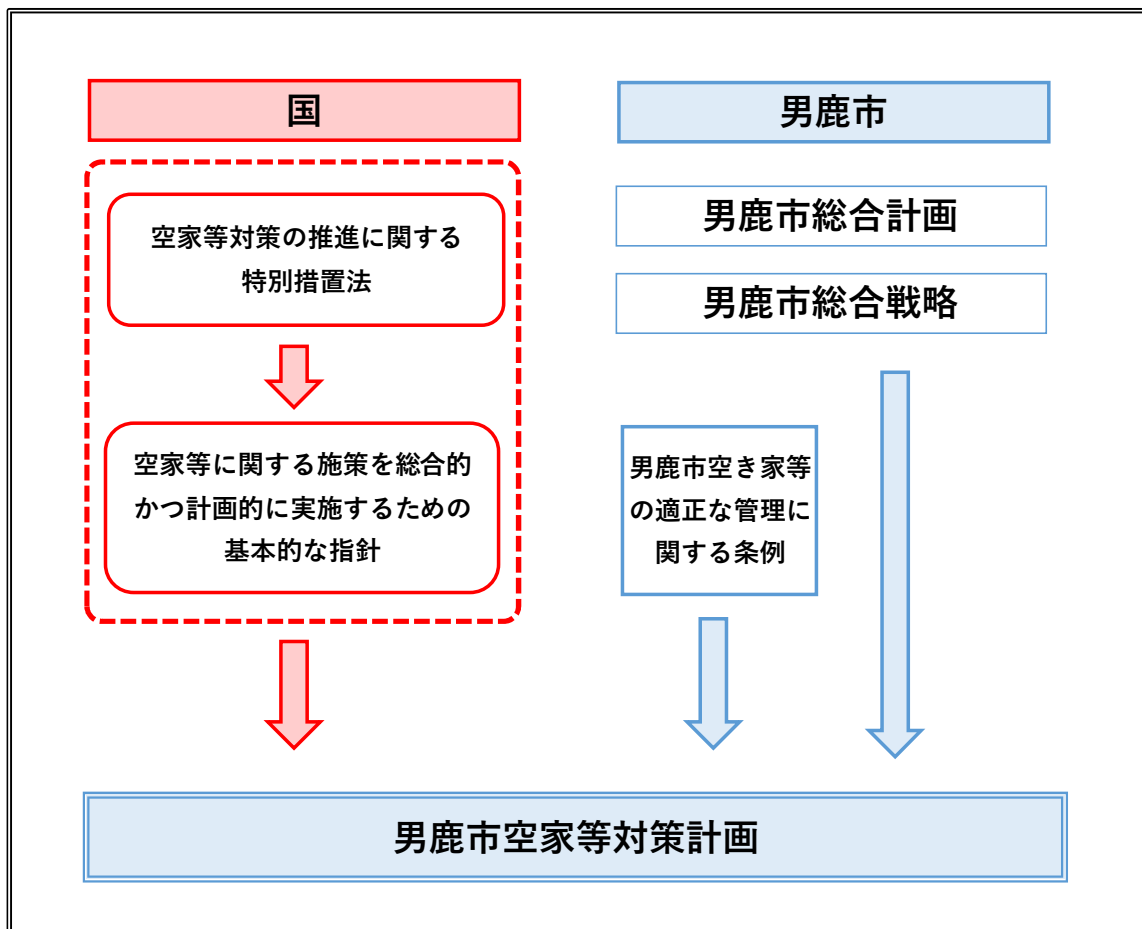 国
空家等対策の推進に関する
特別措置法
空家等に関する施策を総合的
かつ計画的に実施するための
基本的な指針
男鹿市
男鹿市総合計画
男鹿市総合戦略
男鹿市空き家等
の適正な管理に
関する条例
男鹿市空家等対策計画